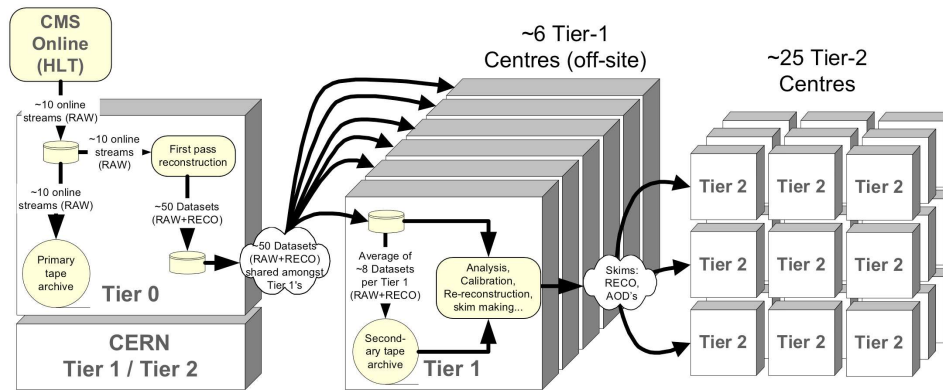 CMS
Online
(HLT)
~10 online
streams
(RAW)
~10 online
streams
(RAW)
First pass
reconstruction
~10 online
streams
(RAW)
~50 Datasets
(RAW+RECO)
Primary
tape
archive
Tier 0
CERN
Tier 1 / Tier 2
~50 Datasets
(RAW+RECO)
shared amongst
Tier 1's
~6 Tier-1
Centres (off-site)
Average of
~8 Datasets
per Tier 1
(RAW+RECO)
Analysis,
Calibration,
Re-reconstruction,
skim making...
Second-
ary tape
archive
Tier 1
Skims:
RECO,
AOD's
~25 Tier-2
Centres
Tier 2
Tier 2
Tier 2
Tier 2
Tier 2
Tier 2
Tier 2
Tier 2
Tier 2